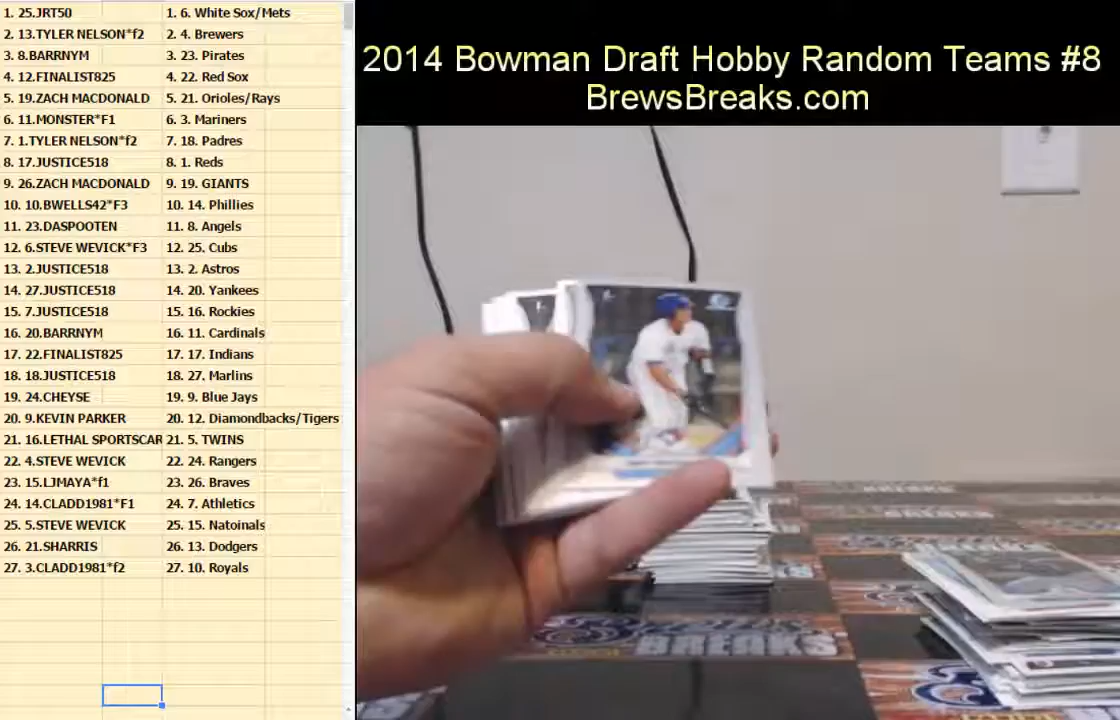 1. 25.JRT50 1. 6. White Sox/Mets
2. 13.TYLER NELSON*f2 2. 4. Brewers
3. 8.BARRNYM 3. 23. Pirates
4. 12.FINALIST825 4. 22. Red Sox
5. 19.ZACH MACDONALD 5. 21. Orioles/Rays
6. 11.MONSTER*F1 6. 3. Mariners
7. 1.TYLER NELSON*f2 7. 18. Padres
8. 17.JUSTICE518 8. 1. Reds
9. 26.ZACH MACDONALD 9. 19. GIANTS
10. 10.BWELLS42*F3 10. 14. Phillies
11. 23.DASPOOTEN 11. 8. Angels
12. 6.STEVE WEVICK*F3 12. 25. Cubs
13. 2.JUSTICE518 13. 2. Astros
14. 27.JUSTICE518 14. 20. Yankees
15. 7.JUSTICE518 15. 16. Rockies
16. 20.BARRNYM 16. 11. Cardinals
17. 22.FINALIST825 17. 17. Indians
18. 18.JUSTICE518 18. 27. Marlins
19. 24.CHEYSE 19. 9. Blue Jays
20. 9.KEVIN PARKER 20. 12. Diamondbacks/Tigers
21. 16.LETHAL SPORTSCAR 21. 5. TWINS
22. 4.STEVE WEVICK 22. 24. Rangers
23. 15.LJMAYA*f1 23. 26. Braves
24. 14.CLADD1981*F1 24. 7. Athletics
25. 5.STEVE WEVICK 25. 15. Natoinals
26. 21.SHARRIS 26. 13. Dodgers
27. 3.CLADD1981*f2 27. 10. Royals
2014 Bowman Draft Hobby Random Teams #8
BrewsBreaks.com
BREAKS